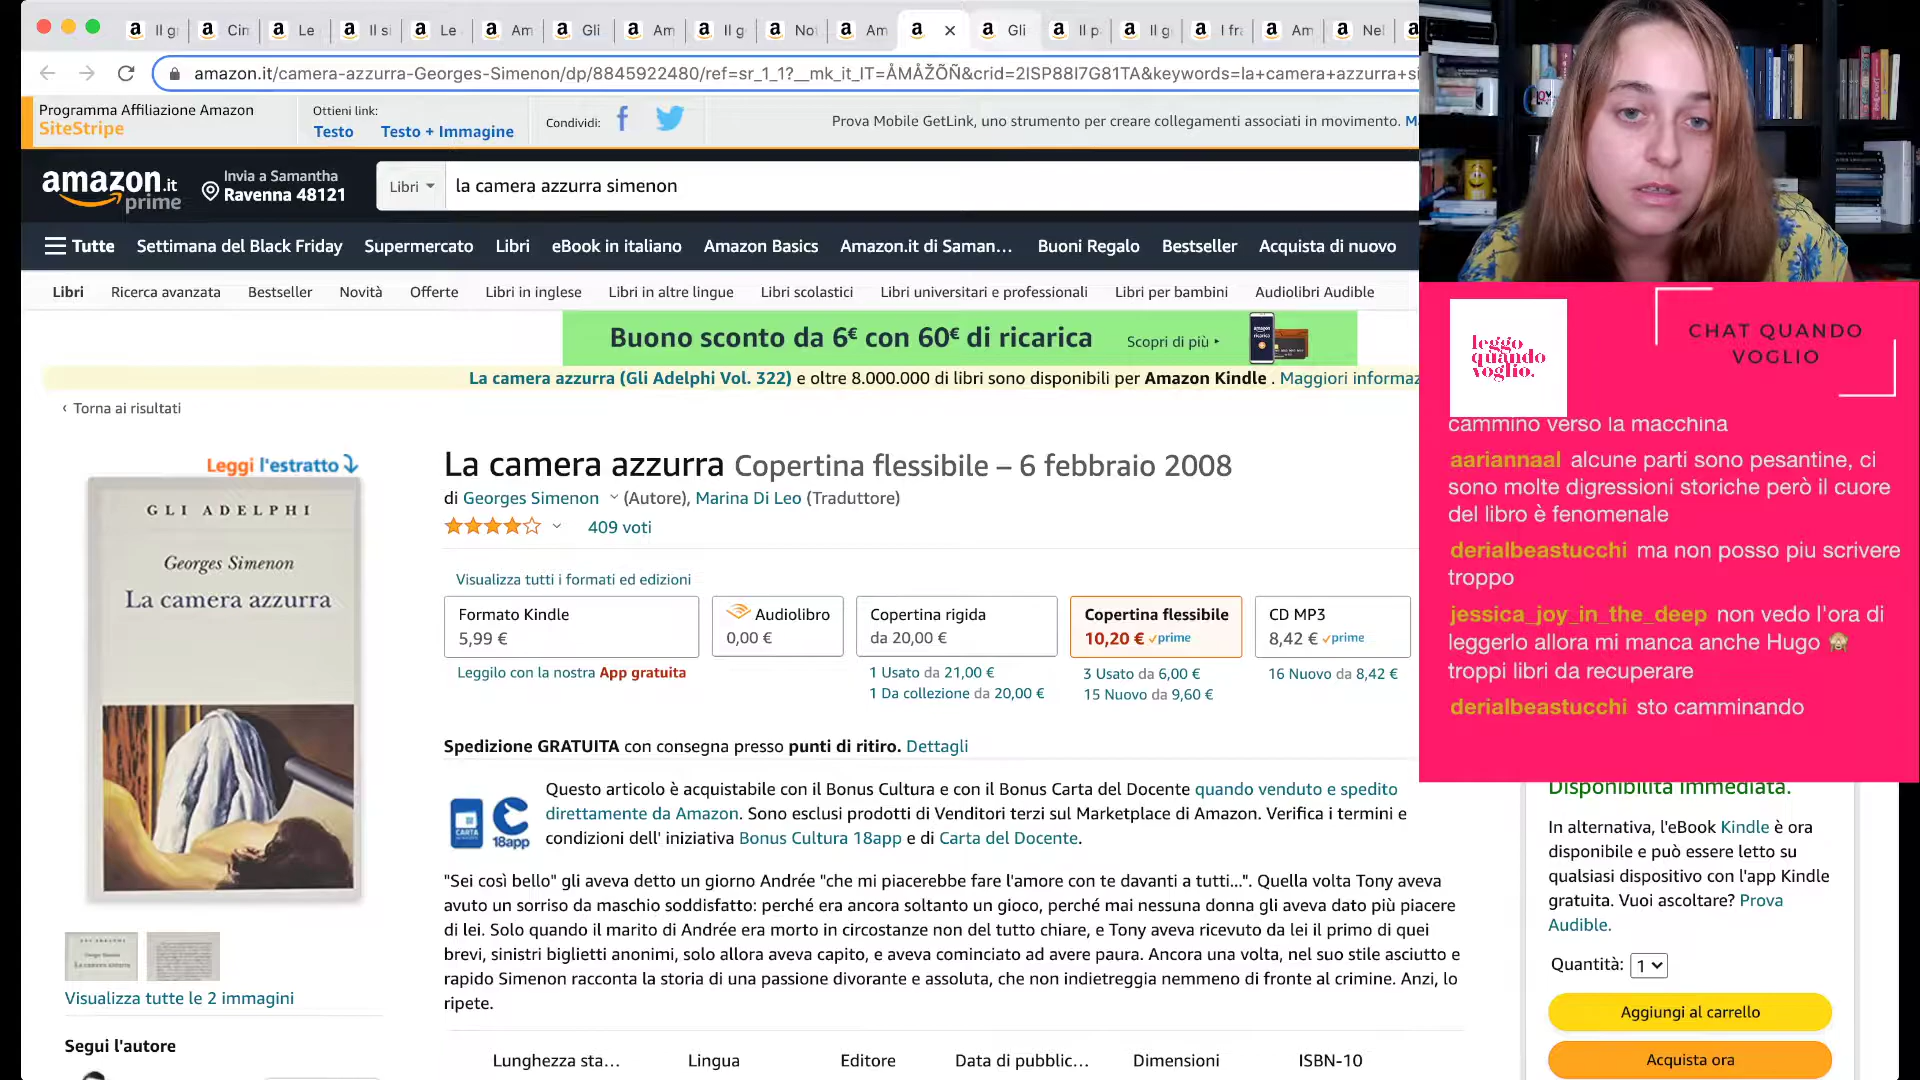 Il g
Cin
Le
Il s
Le
Am
Gli
Am
Il g
No
Am
Gli
Il p
Il g
I fra
Am
Nel
amazon.it/camera-azzurra-Georges-Simenon/dp/8845922480/ref=sr_1_1?__mk_it_IT=ÅMÅŽÕÑ&crid=2ISP88I7G81TA&keywords=la+camera+azzurra+si
Programma Affiliazione Amazon
SiteStripe
Ottieni link:
Testo Testo + Immagine
Condividi:
Prova Mobile GetLink, uno strumento per creare collegamenti associati in movimento. M
amazon.it
prime
Invia a Samantha
Ravenna 48121
Libri
la camera azzurra simenon
Tutte Settimana del Black Friday Supermercato Libri eBook in italiano Amazon Basics Amazon.it di Saman… Buoni Regalo Bestseller Acquista di nuovo
Libri Ricerca avanzata Bestseller Novità Offerte Libri in inglese Libri in altre lingue Libri scolastici Libri universitari e professionali Libri per bambini Audiolibri Audible
Buono sconto da 6€ con 60€ di ricarica
Scopri di più ▸
La camera azzurra (Gli Adelphi Vol. 322) e oltre 8.000.000 di libri sono disponibili per Amazon Kindle . Maggiori informaz
‹ Torna ai risultati
Leggi l'estratto
GLI ADELPHI
Georges Simenon
La camera azzurra
Visualizza tutte le 2 immagini
Segui l'autore
La camera azzurra Copertina flessibile – 6 febbraio 2008
di Georges Simenon (Autore), Marina Di Leo (Traduttore)
409 voti
Visualizza tutti i formati ed edizioni
Formato Kindle
5,99 €
Leggilo con la nostra App gratuita
Audiolibro
0,00 €
Copertina rigida
da 20,00 €
1 Usato da 21,00 €
1 Da collezione da 20,00 €
Copertina flessibile
10,20 € prime
3 Usato da 6,00 €
15 Nuovo da 9,60 €
CD MP3
8,42 € prime
16 Nuovo da 8,42 €
Spedizione GRATUITA con consegna presso punti di ritiro. Dettagli
CARTA
18app
Questo articolo è acquistabile con il Bonus Cultura e con il Bonus Carta del Docente quando venduto e spedito
direttamente da Amazon. Sono esclusi prodotti di Venditori terzi sul Marketplace di Amazon. Verifica i termini e
condizioni dell' iniziativa Bonus Cultura 18app e di Carta del Docente.
"Sei così bello" gli aveva detto un giorno Andrée "che mi piacerebbe fare l'amore con te davanti a tutti...". Quella volta Tony aveva
avuto un sorriso da maschio soddisfatto: perché era ancora soltanto un gioco, perché mai nessuna donna gli aveva dato più piacere
di lei. Solo quando il marito di Andrée era morto in circostanze non del tutto chiare, e Tony aveva ricevuto da lei il primo di quei
brevi, sinistri biglietti anonimi, solo allora aveva capito, e aveva cominciato ad avere paura. Ancora una volta, nel suo stile asciutto e
rapido Simenon racconta la storia di una passione divorante e assoluta, che non indietreggia nemmeno di fronte al crimine. Anzi, lo
ripete.
Lunghezza sta… Lingua Editore Data di pubblic… Dimensioni ISBN-10
leggo
quando
voglio.
CHAT QUANDO
VOGLIO
cammino verso la macchina
aariannaal alcune parti sono pesantine, ci
sono molte digressioni storiche però il cuore
del libro è fenomenale
derialbeastucchi ma non posso piu scrivere
troppo
jessica_joy_in_the_deep non vedo l'ora di
leggerlo allora mi manca anche Hugo 🙈
troppi libri da recuperare
derialbeastucchi sto camminando
Disponibilità immediata.
In alternativa, l'eBook Kindle è ora
disponibile e può essere letto su
qualsiasi dispositivo con l'app Kindle
gratuita. Vuoi ascoltare? Prova
Audible.
Quantità: 1
Aggiungi al carrello
Acquista ora